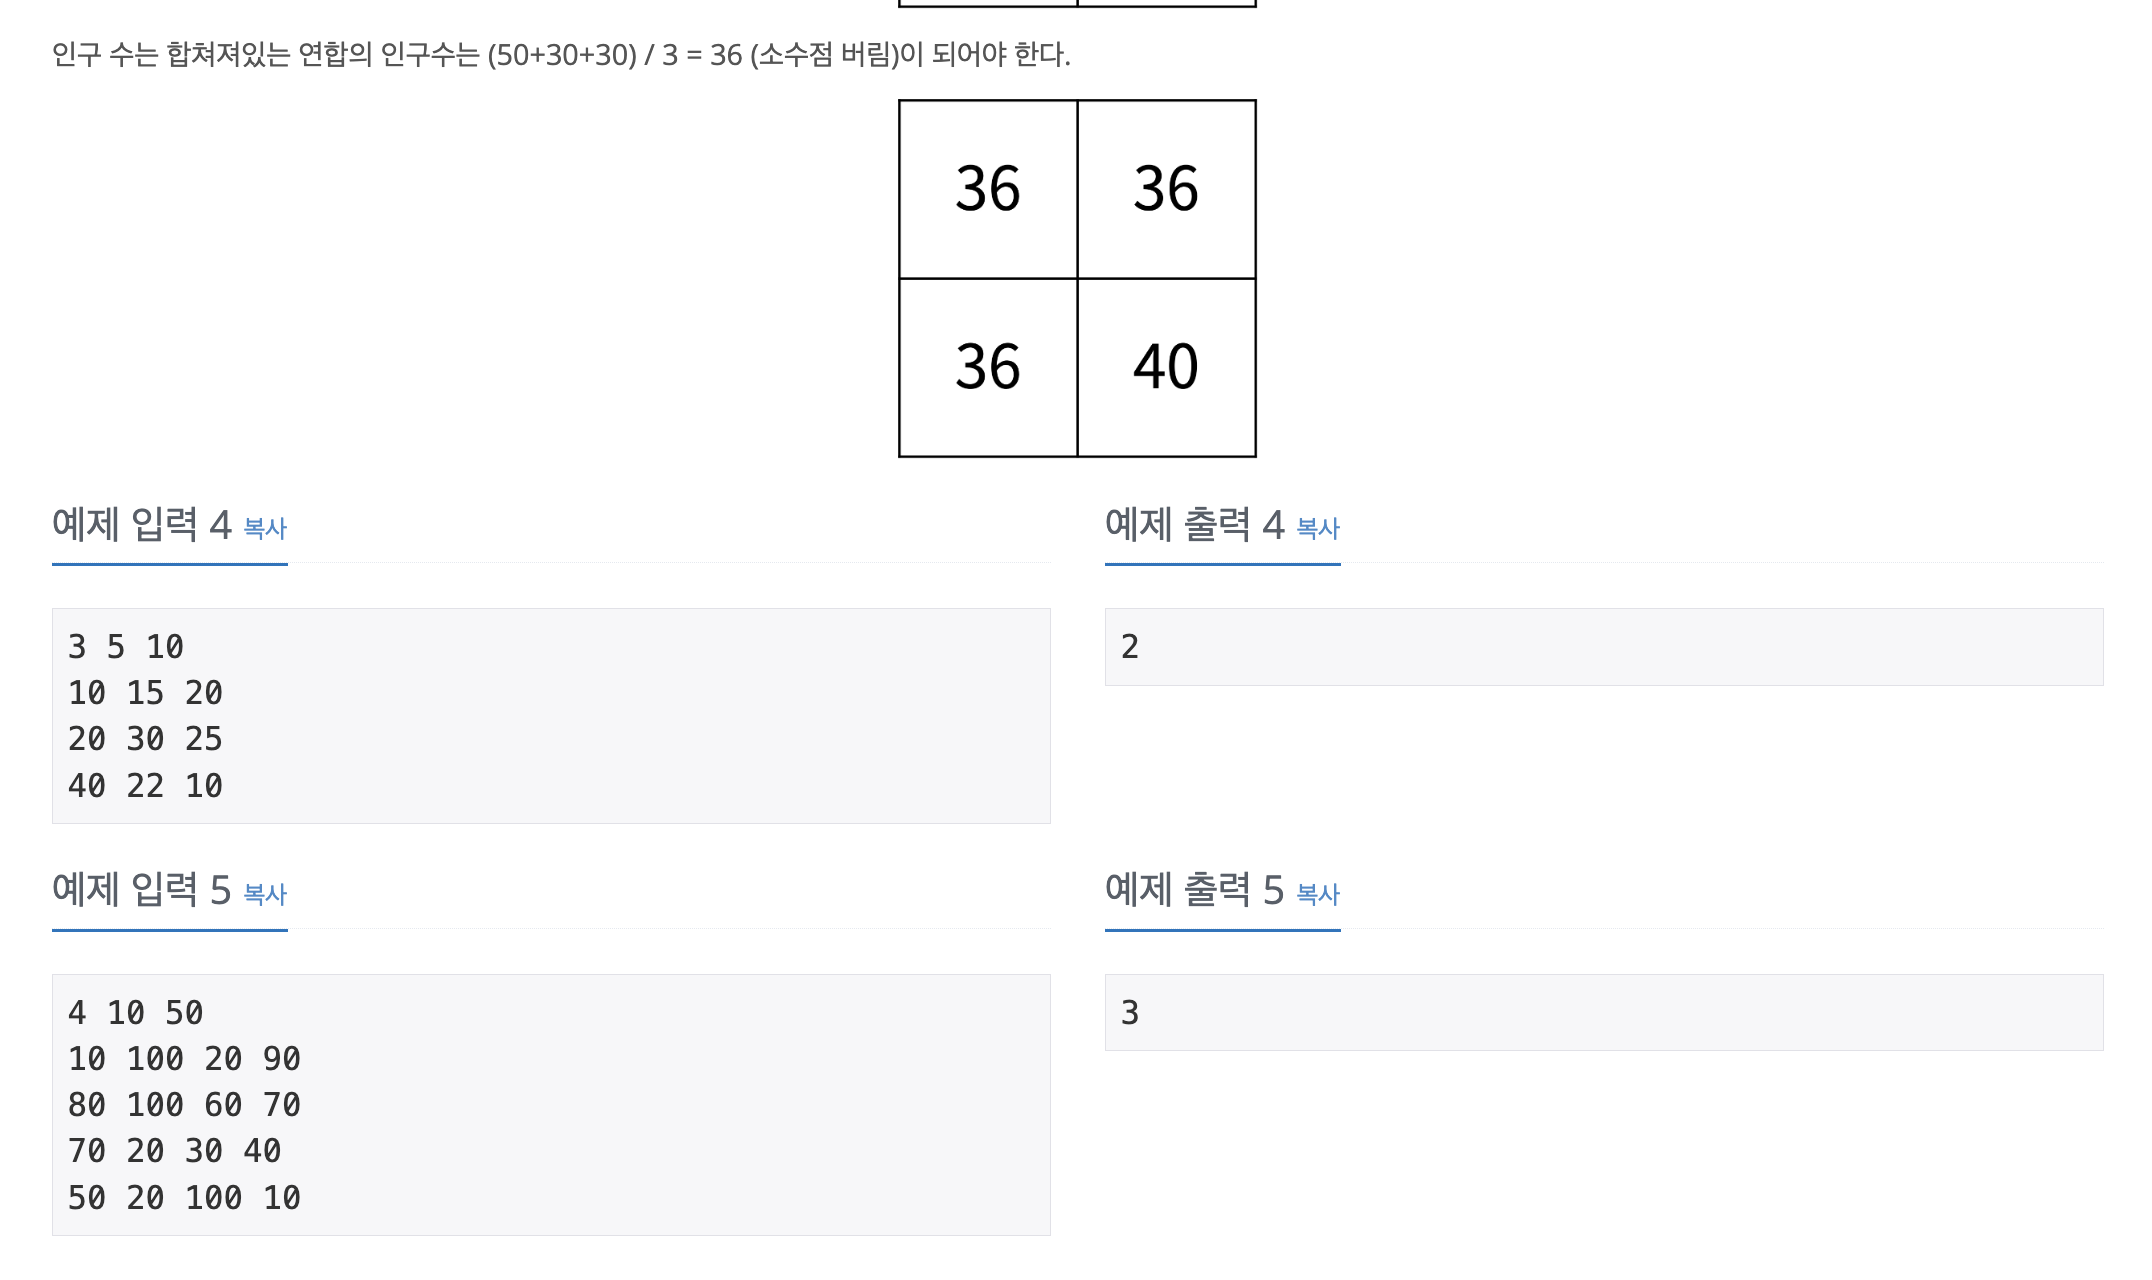 인구 수는 합쳐져있는 연합의 인구수는 (50+30+30) / 3 = 36 (소수점 버림)이 되어야 한다.
36 36
36 40
예제 입력 4 복사
3 5 10
10 15 20
20 30 25
40 22 10
예제 출력 4 복사
2
예제 입력 5 복사
4 10 50
10 100 20 90
80 100 60 70
70 20 30 40
50 20 100 10
예제 출력 5 복사
3